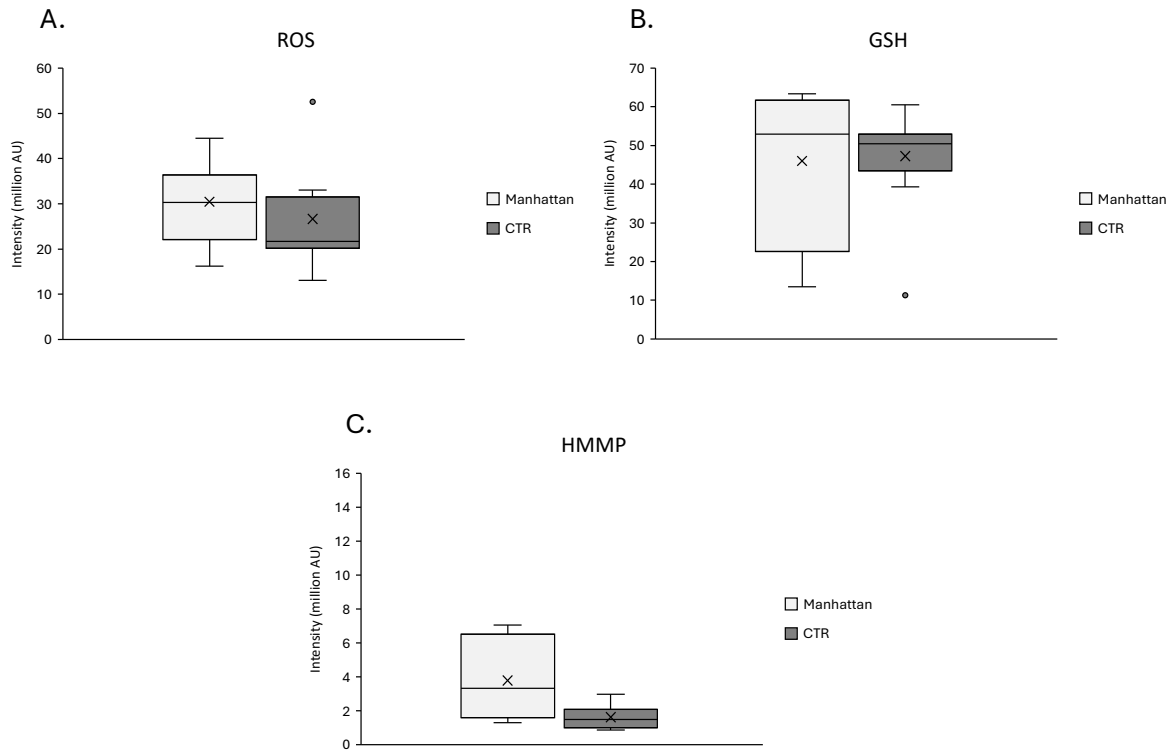 A.
ROS
Intensity (million AU)
60
50
40
30
20
10
0
Manhattan
CTR
B.
GSH
Intensity (million AU)
70
60
50
40
30
20
10
0
Manhattan
CTR
C.
HMMP
Intensity (million AU)
16
14
12
10
8
6
4
2
0
Manhattan
CTR